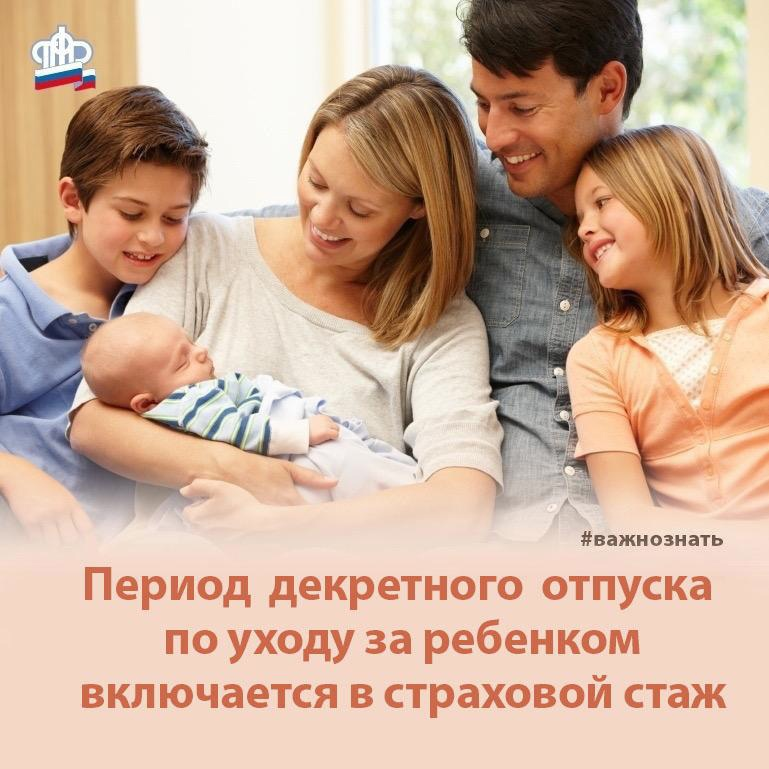 #важнознать
Период декретного отпуска
по уходу за ребенком
включается в страховой стаж